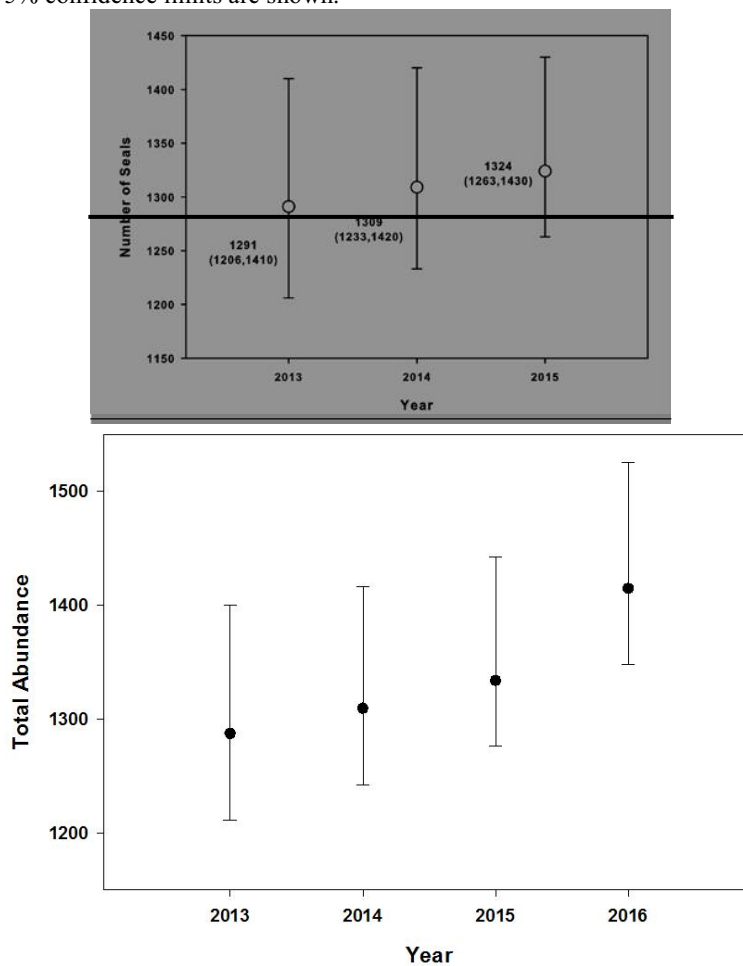 5% confidence limits are shown.
1450
1400
1350
1300
1250
1200
1150
Number of Seals
1291
(1206,1410)
1309
(1233,1420)
1324
(1263,1430)
2013 2014 2015
Year
1500
1400
1300
1200
Total Abundance
2013 2014 2015 2016
Year